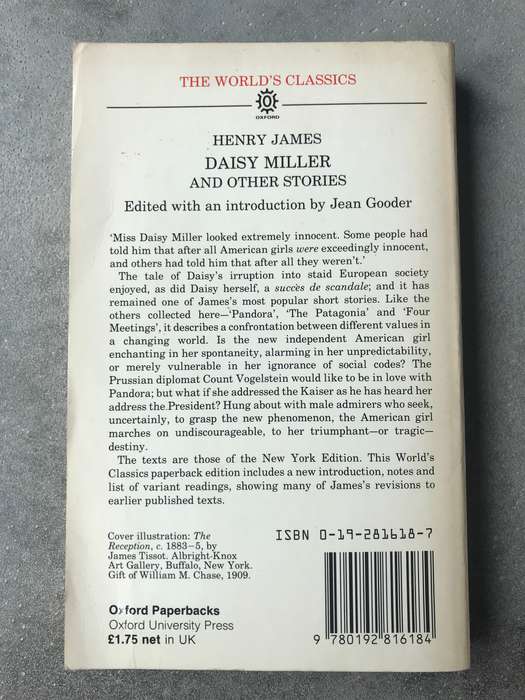 THE WORLD'S CLASSICS
OXFORD
HENRY JAMES
DAISY MILLER
AND OTHER STORIES
Edited with an introduction by Jean Gooder
'Miss Daisy Miller looked extremely innocent. Some people had
told him that after all American girls were exceedingly innocent,
and others had told him that after all they weren't.'
The tale of Daisy's irruption into staid European society
enjoyed, as did Daisy herself, a succès de scandale; and it has
remained one of James's most popular short stories. Like the
others collected here—'Pandora', 'The Patagonia' and 'Four
Meetings', it describes a confrontation between different values in
a changing world. Is the new independent American girl
enchanting in her spontaneity, alarming in her unpredictability,
or merely vulnerable in her ignorance of social codes? The
Prussian diplomat Count Vogelstein would like to be in love with
Pandora; but what if she addressed the Kaiser as he has heard her
address the President? Hung about with male admirers who seek,
uncertainly, to grasp the new phenomenon, the American girl
marches on undiscourageable, to her triumphant—or tragic—
destiny.
The texts are those of the New York Edition. This World's
Classics paperback edition includes a new introduction, notes and
list of variant readings, showing many of James's revisions to
earlier published texts.
Cover illustration: The
Reception, c. 1883–5, by
James Tissot. Albright-Knox
Art Gallery, Buffalo, New York.
Gift of William M. Chase, 1909.
Oxford Paperbacks
Oxford University Press
£1.75 net in UK
ISBN 0-19-281618-7
9 780192 816184